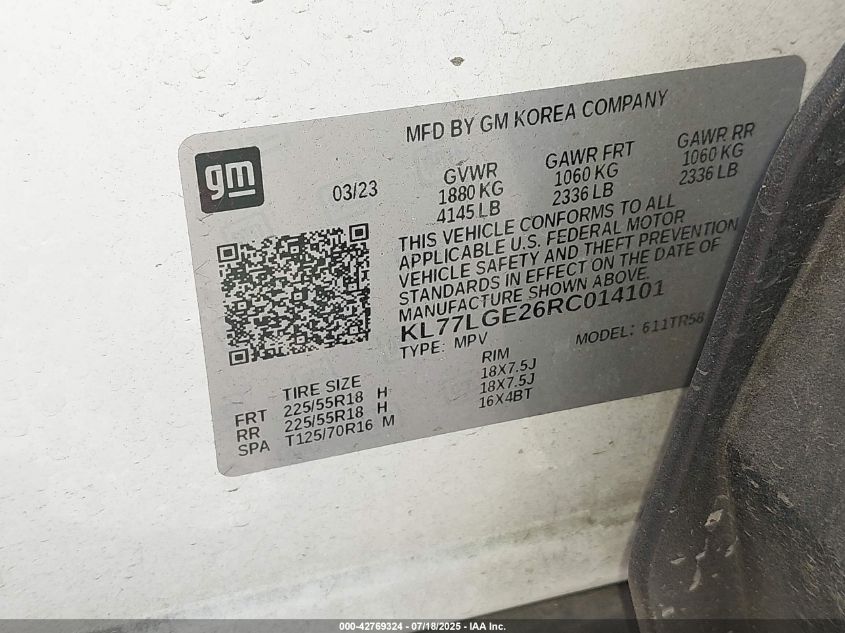 MFD BY GM KOREA COMPANY
gm
03/23
GVWR GAWR FRT GAWR RR
1880 KG 1060 KG 1060 KG
4145 LB 2336 LB 2336 LB
THIS VEHICLE CONFORMS TO ALL
APPLICABLE U.S. FEDERAL MOTOR
VEHICLE SAFETY AND THEFT PREVENTION
STANDARDS IN EFFECT ON THE DATE OF
MANUFACTURE SHOWN ABOVE.
KL77LGE26RC014101
TYPE: MPV MODEL: 611TR58
TIRE SIZE RIM
FRT 225/55R18 H 18X7.5J
RR 225/55R18 H 18X7.5J
SPA T125/70R16 M 16X4BT
000-42769324 | 07/18/2025 - IAA Inc.